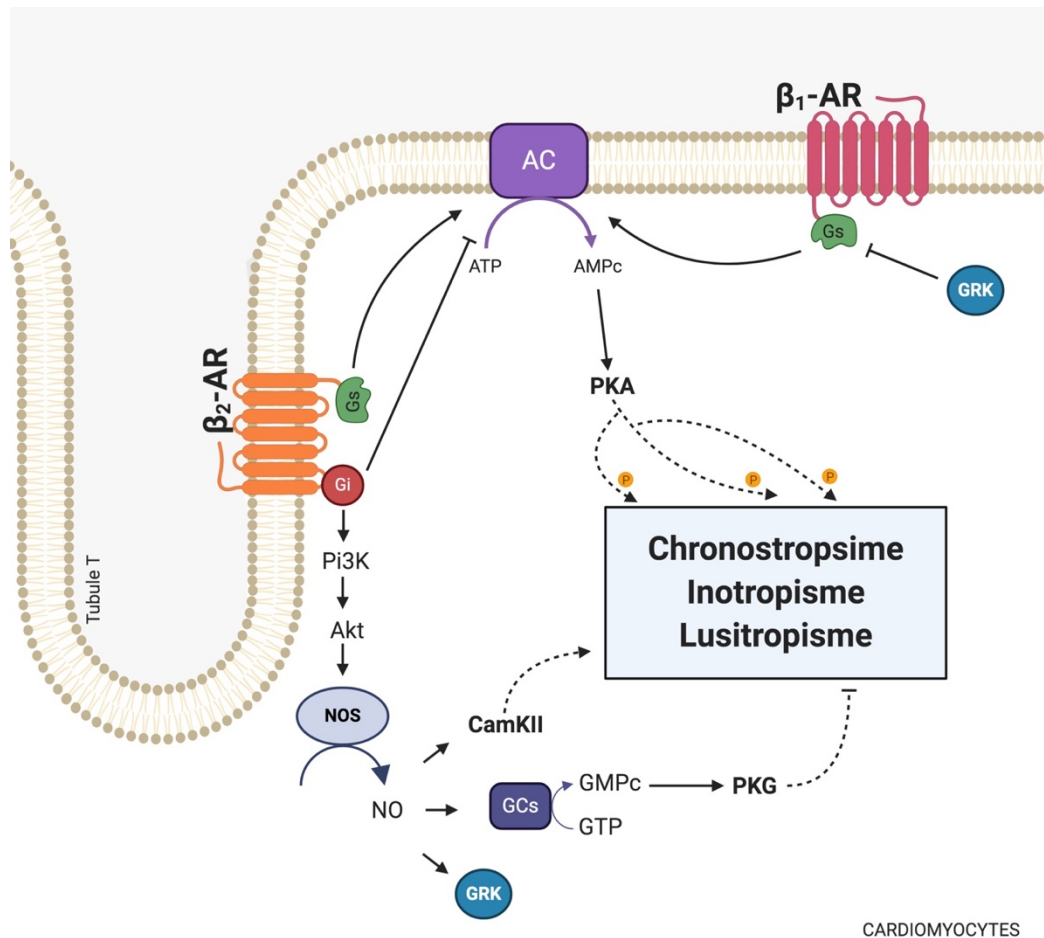 β₁-AR
AC
Gs
ATP
AMPc
GRK
PKA
β₂-AR
Gs
Gi
P
P
P
Chronostropsime
Inotropisme
Lusitropisme
Pi3K
Tubule T
Akt
NOS
CamKII
NO
GCs
GMPc
PKG
GTP
GRK
CARDIOMYOCYTES